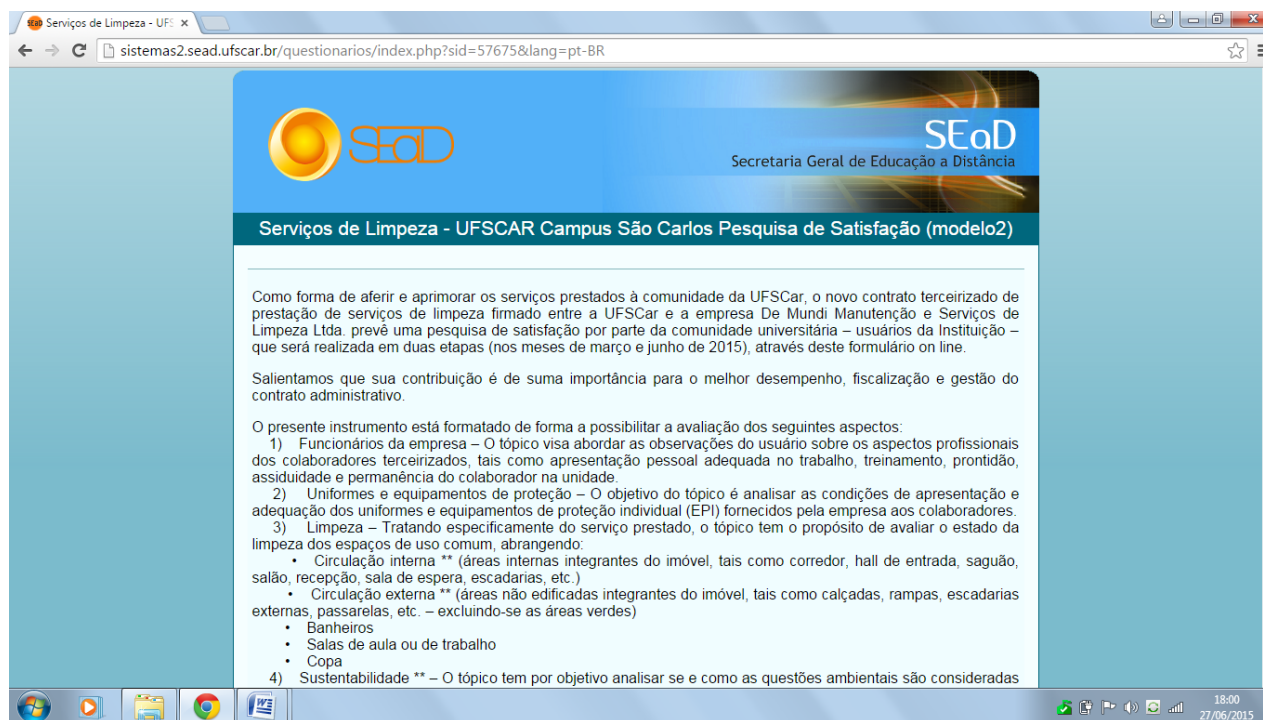 SEaD Serviços de Limpeza - UFS
sistemas2.sead.ufscar.br/questionarios/index.php?sid=57675&lang=pt-BR
SEaD
SEaD
Secretaria Geral de Educação a Distância
Serviços de Limpeza - UFSCAR Campus São Carlos Pesquisa de Satisfação (modelo2)
Como forma de aferir e aprimorar os serviços prestados à comunidade da UFSCar, o novo contrato terceirizado de
prestação de serviços de limpeza firmado entre a UFSCar e a empresa De Mundi Manutenção e Serviços de
Limpeza Ltda. prevê uma pesquisa de satisfação por parte da comunidade universitária – usuários da Instituição –
que será realizada em duas etapas (nos meses de março e junho de 2015), através deste formulário on line.
Salientamos que sua contribuição é de suma importância para o melhor desempenho, fiscalização e gestão do
contrato administrativo.
O presente instrumento está formatado de forma a possibilitar a avaliação dos seguintes aspectos:
1) Funcionários da empresa – O tópico visa abordar as observações do usuário sobre os aspectos profissionais
dos colaboradores terceirizados, tais como apresentação pessoal adequada no trabalho, treinamento, prontidão,
assiduidade e permanência do colaborador na unidade.
2) Uniformes e equipamentos de proteção – O objetivo do tópico é analisar as condições de apresentação e
adequação dos uniformes e equipamentos de proteção individual (EPI) fornecidos pela empresa aos colaboradores.
3) Limpeza – Tratando especificamente do serviço prestado, o tópico tem o propósito de avaliar o estado da
limpeza dos espaços de uso comum, abrangendo:
• Circulação interna ** (áreas internas integrantes do imóvel, tais como corredor, hall de entrada, saguão,
salão, recepção, sala de espera, escadarias, etc.)
• Circulação externa ** (áreas não edificadas integrantes do imóvel, tais como calçadas, rampas, escadarias
externas, passarelas, etc. – excluindo-se as áreas verdes)
• Banheiros
• Salas de aula ou de trabalho
• Copa
4) Sustentabilidade ** – O tópico tem por objetivo analisar se e como as questões ambientais são consideradas
18:00
27/06/2015